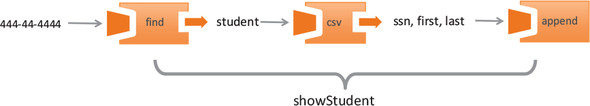 444-44-4444 find student csv ssn, first, last append
showStudent